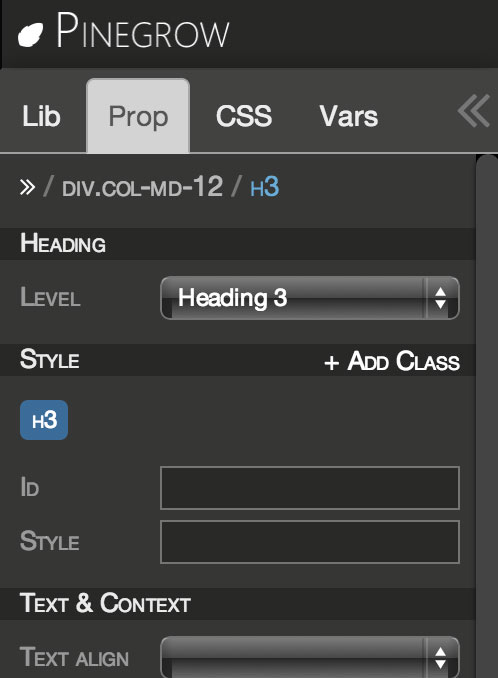 Pinegrow
Lib Prop CSS Vars
» / div.col-md-12 / h3
Heading
Level Heading 3
Style + Add Class
h3
Id
Style
Text & Context
Text align